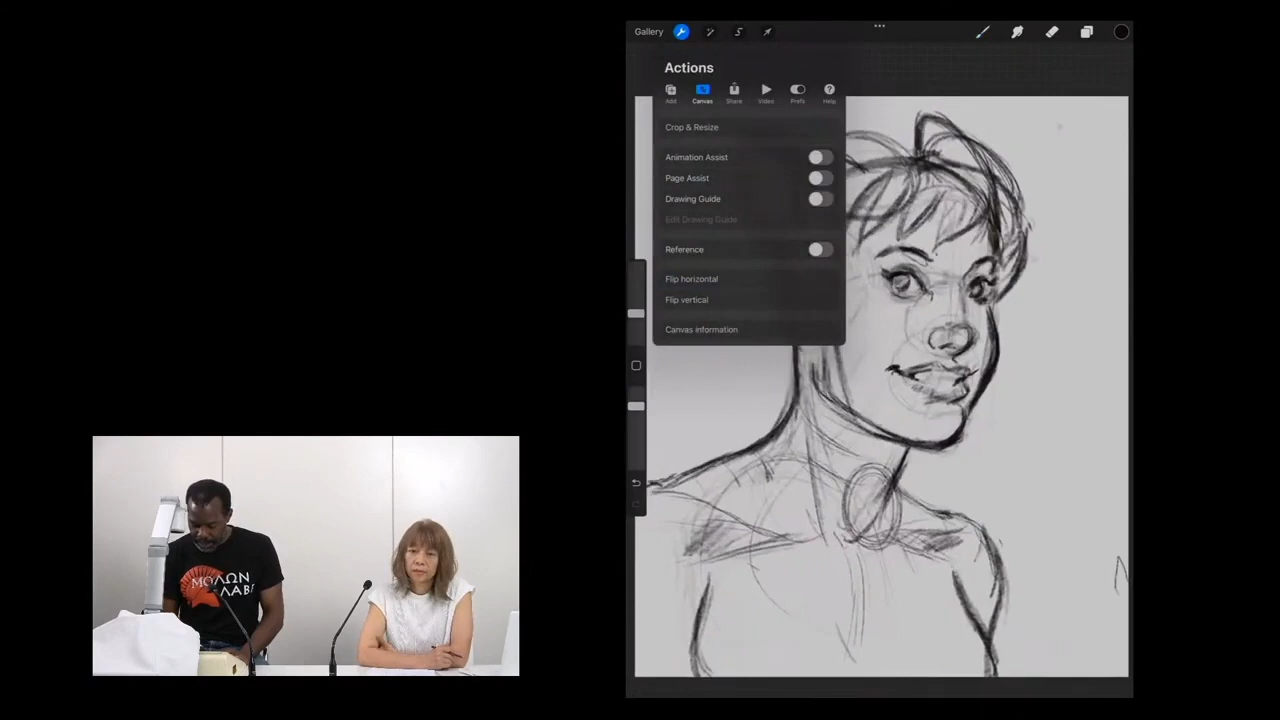 Gallery
Actions
Add Canvas Share Video Prefs Help
Crop & Resize
Animation Assist
Page Assist
Drawing Guide
Edit Drawing Guide
Reference
Flip horizontal
Flip vertical
Canvas information
ΜΟΛΩΝ
ΛΑΒΕ